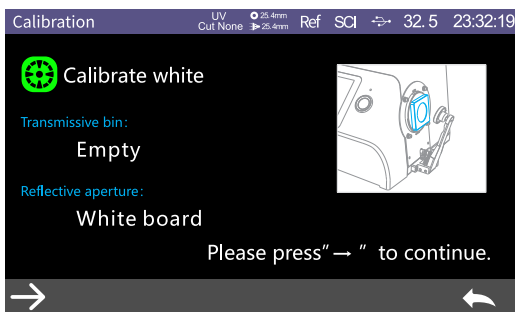 Calibration UV Cut None 25.4mm 25.4mm Ref SCI 32.5 23:32:19
Calibrate white
Transmissive bin:
Empty
Reflective aperture:
White board
Please press"→ " to continue.